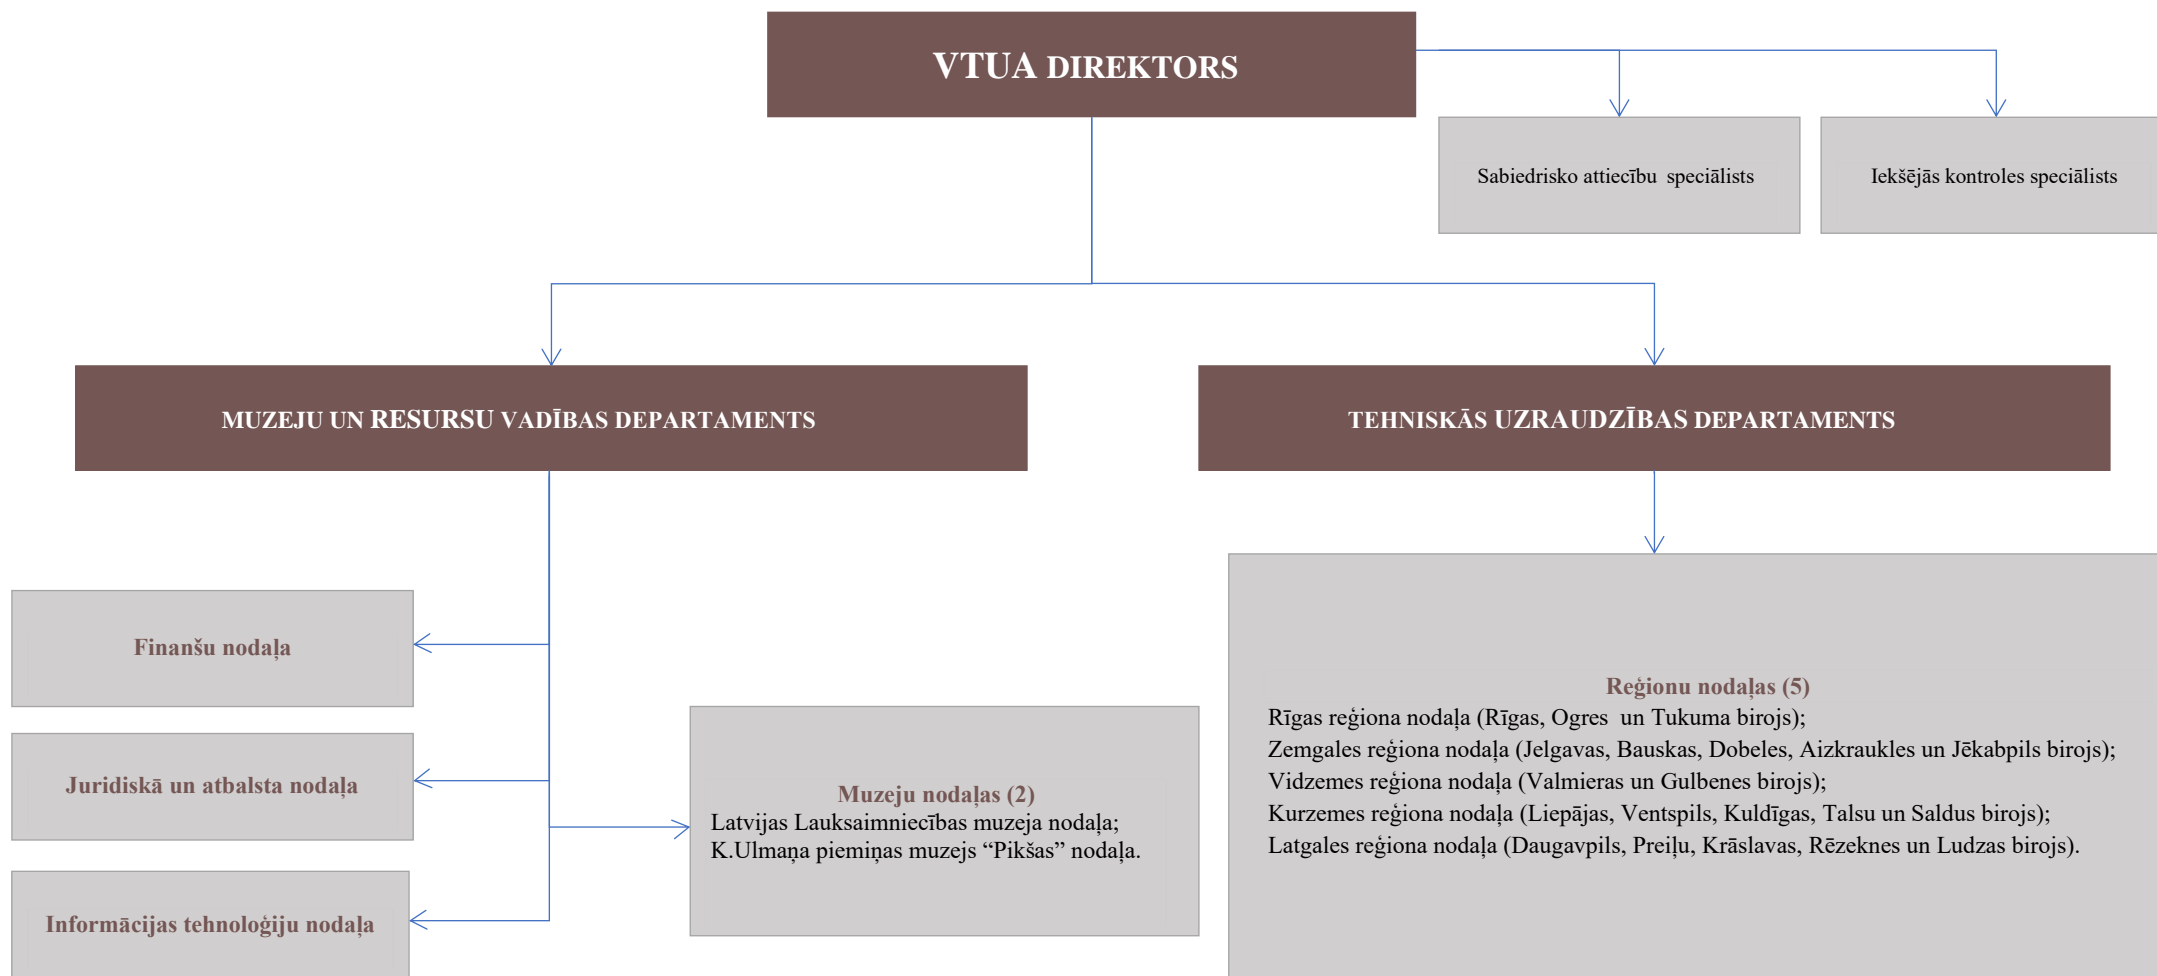 VTUA DIREKTORS
Sabiedrisko attiecību speciālists
Iekšējās kontroles speciālists
MUZEJU UN RESURSU VADĪBAS DEPARTAMENTS
TEHNISKĀS UZRAUDZĪBAS DEPARTAMENTS
Finanšu nodaļa
Juridiskā un atbalsta nodaļa
Informācijas tehnoloģiju nodaļa
Muzeju nodaļas (2)
Latvijas Lauksaimniecības muzeja nodaļa;
K.Ulmaņa piemiņas muzejs “Pikšas” nodaļa.
Reģionu nodaļas (5)
Rīgas reģiona nodaļa (Rīgas, Ogres un Tukuma birojs);
Zemgales reģiona nodaļa (Jelgavas, Bauskas, Dobeles, Aizkraukles un Jēkabpils birojs);
Vidzemes reģiona nodaļa (Valmieras un Gulbenes birojs);
Kurzemes reģiona nodaļa (Liepājas, Ventspils, Kuldīgas, Talsu un Saldus birojs);
Latgales reģiona nodaļa (Daugavpils, Preiļu, Krāslavas, Rēzeknes un Ludzas birojs).